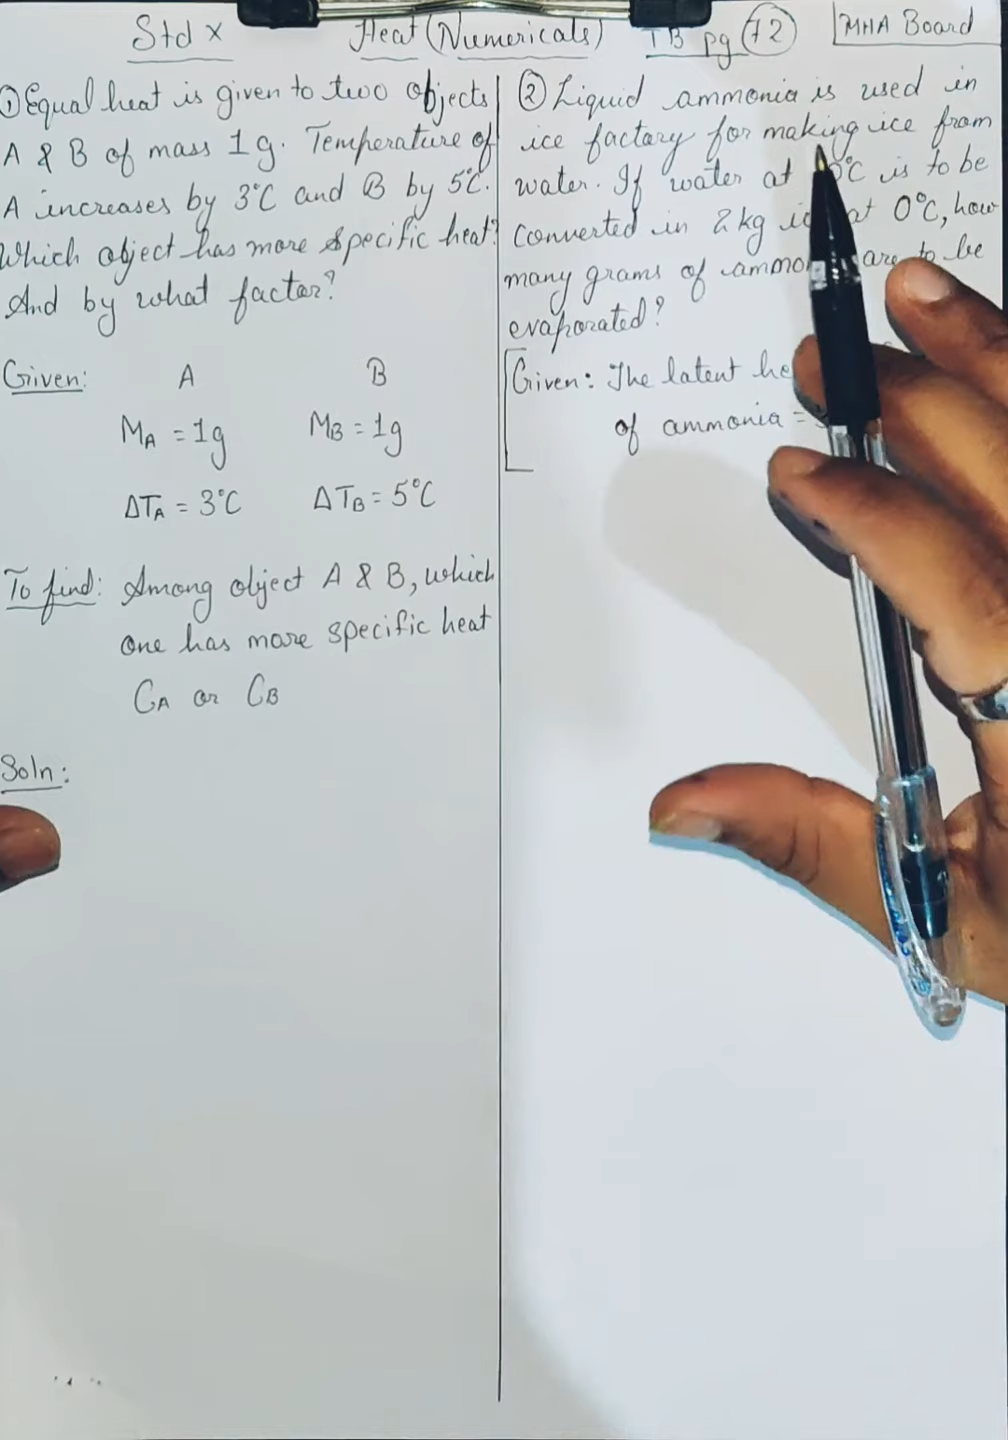 Std X Heat (Numericals) TB pg 72 MHA Board
① Equal heat is given to two objects
A & B of mass 1g. Temperature of
A increases by 3°C and B by 5°C.
Which object has more specific heat?
And by what factor?
Given: A B
MA = 1g MB = 1g
ΔTA = 3°C ΔTB = 5°C
To find: Among object A & B, which
one has more specific heat
CA or CB
Soln:
② Liquid ammonia is used in
ice factory for making ice from
water. If water at 0°C is to be
converted in 2 kg at 0°C, how
many grams of are to be
evaporated?
Given: The latent
of ammonia =